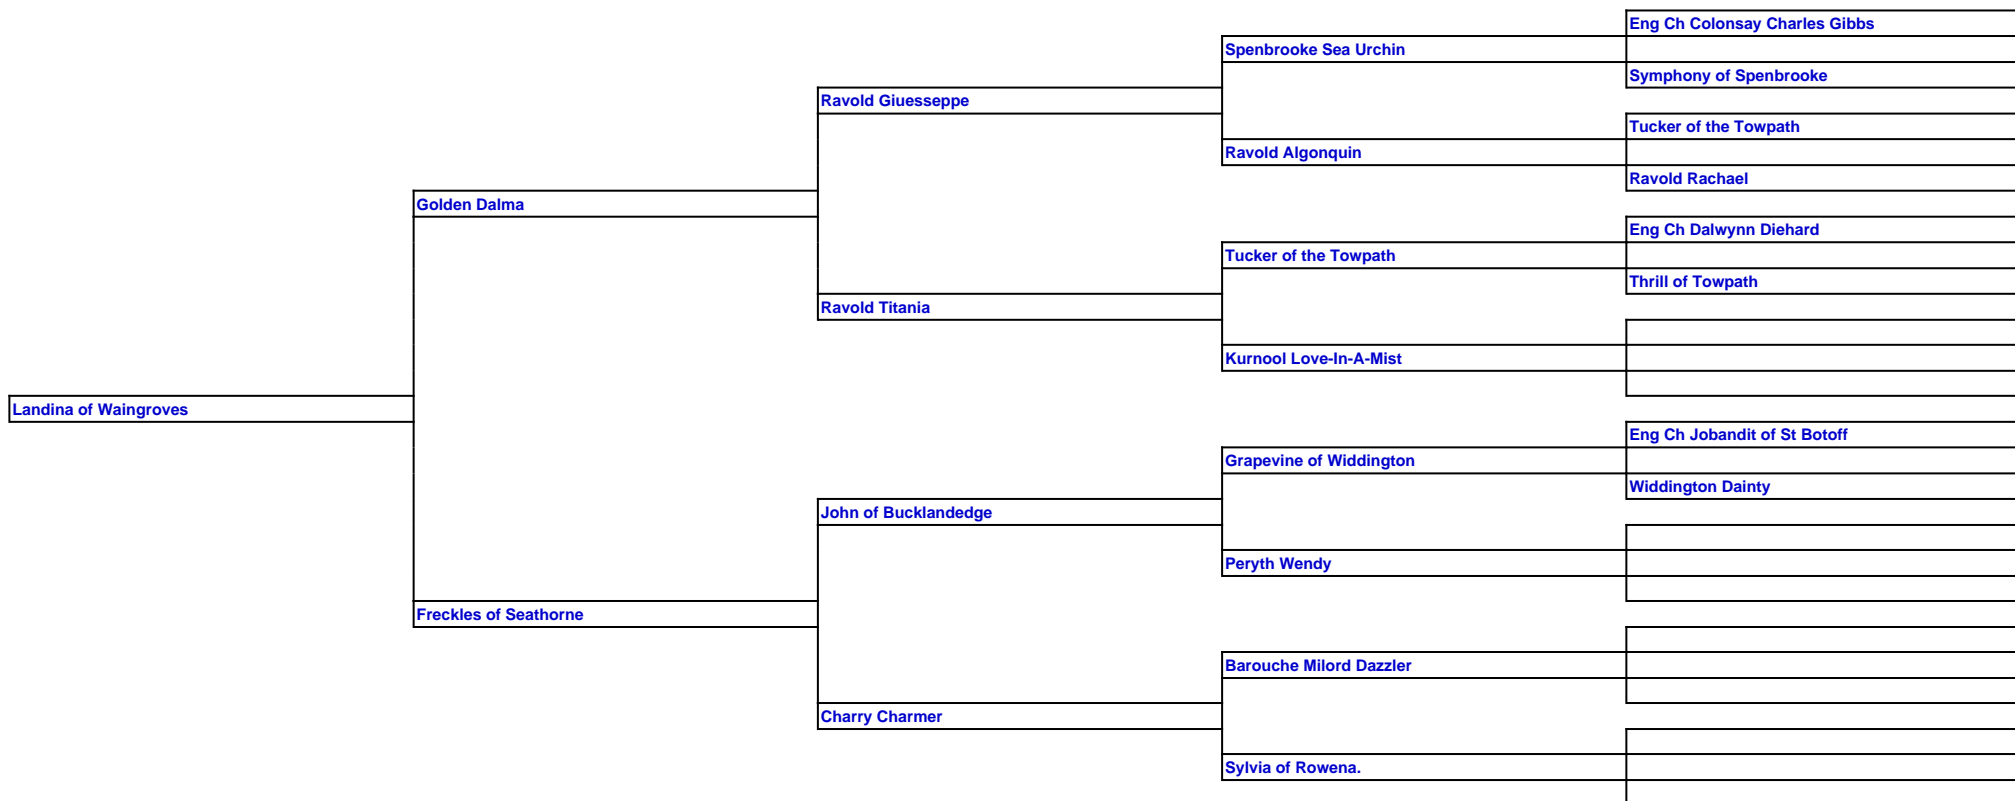 Eng Ch Colonsay Charles Gibbs
Spenbrooke Sea Urchin
Symphony of Spenbrooke
Ravold Giuesseppe
Tucker of the Towpath
Ravold Algonquin
Ravold Rachael
Golden Dalma
Eng Ch Dalwynn Diehard
Tucker of the Towpath
Thrill of Towpath
Ravold Titania
Kurnool Love-In-A-Mist
Landina of Waingroves
Eng Ch Jobandit of St Botoff
Grapevine of Widdington
Widdington Dainty
John of Bucklandedge
Peryth Wendy
Freckles of Seathorne
Barouche Milord Dazzler
Charry Charmer
Sylvia of Rowena.